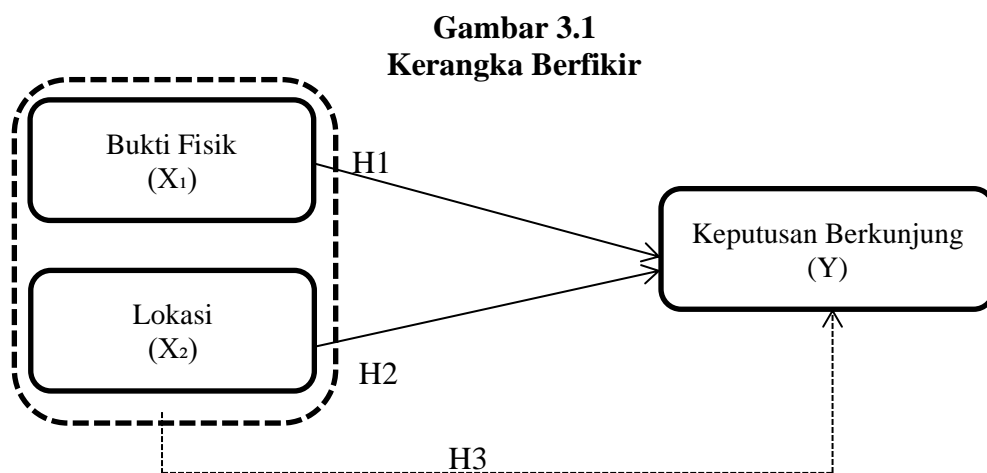 Gambar 3.1
Kerangka Berfikir
Bukti Fisik
(X₁)
H1
Keputusan Berkunjung
(Y)
Lokasi
(X₂)
H2
H3